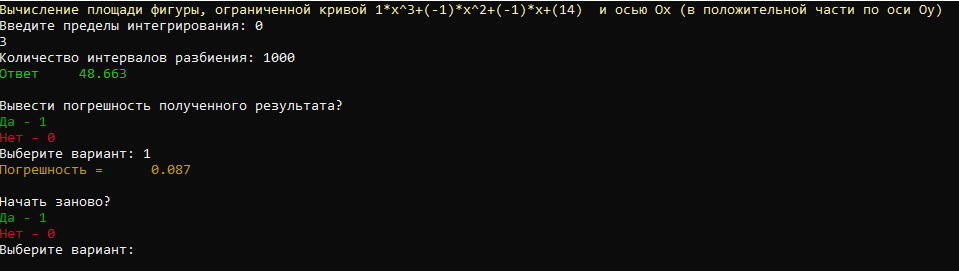 Вычисление площади фигуры, ограниченной кривой 1*x^3+(-1)*x^2+(-1)*x+(14)  и осью Ox (в положительной части по оси Oy)
Введите пределы интегрирования: 0
3
Количество интервалов разбиения: 1000
Ответ     48.663
Вывести погрешность полученного результата?
Да - 1
Нет - 0
Выберите вариант: 1
Погрешность =      0.087
Начать заново?
Да - 1
Нет - 0
Выберите вариант: